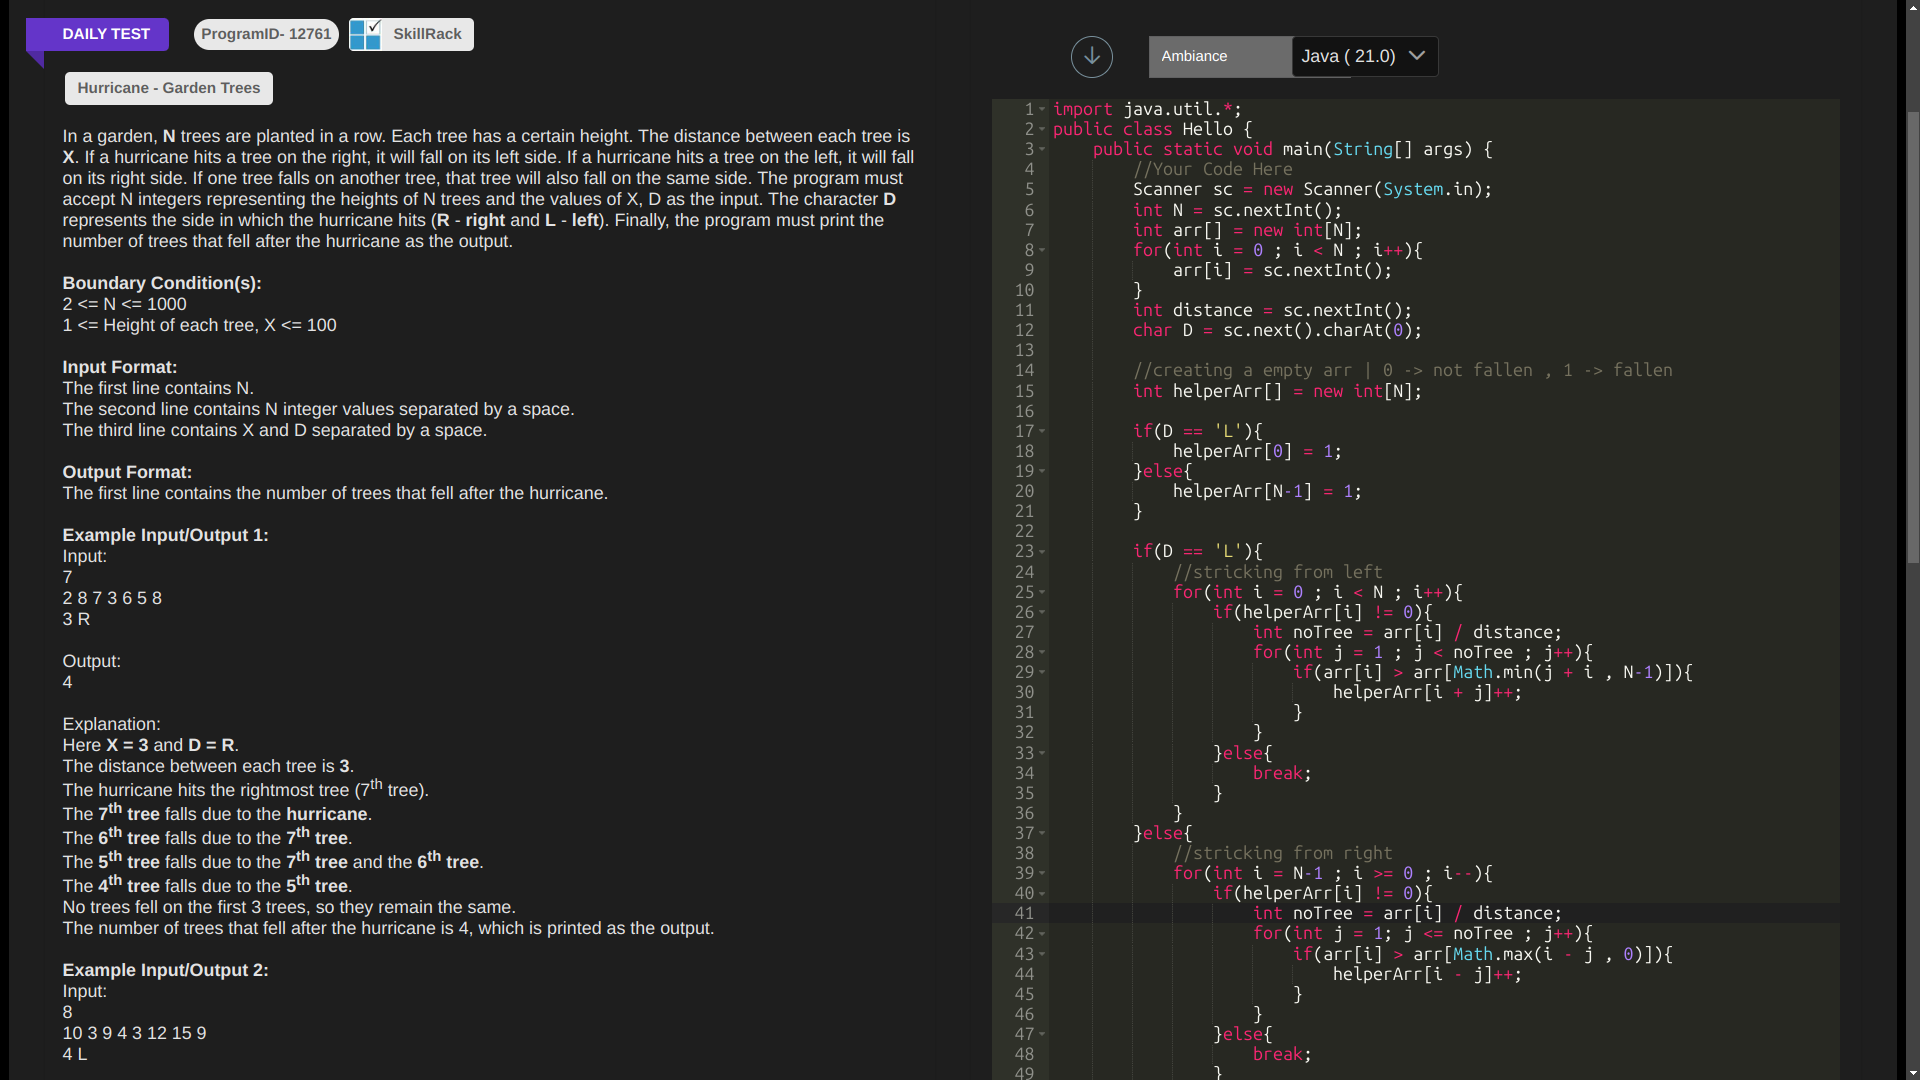 DAILY TEST
ProgramID- 12761
SkillRack
Hurricane - Garden Trees
In a garden, N trees are planted in a row. Each tree has a certain height. The distance between each tree is
X. If a hurricane hits a tree on the right, it will fall on its left side. If a hurricane hits a tree on the left, it will fall
on its right side. If one tree falls on another tree, that tree will also fall on the same side. The program must
accept N integers representing the heights of N trees and the values of X, D as the input. The character D
represents the side in which the hurricane hits (R - right and L - left). Finally, the program must print the
number of trees that fell after the hurricane as the output.
Boundary Condition(s):
2 <= N <= 1000
1 <= Height of each tree, X <= 100
Input Format:
The first line contains N.
The second line contains N integer values separated by a space.
The third line contains X and D separated by a space.
Output Format:
The first line contains the number of trees that fell after the hurricane.
Example Input/Output 1:
Input:
7
2 8 7 3 6 5 8
3 R
Output:
4
Explanation:
Here X = 3 and D = R.
The distance between each tree is 3.
The hurricane hits the rightmost tree (7th tree).
The 7th tree falls due to the hurricane.
The 6th tree falls due to the 7th tree.
The 5th tree falls due to the 7th tree and the 6th tree.
The 4th tree falls due to the 5th tree.
No trees fell on the first 3 trees, so they remain the same.
The number of trees that fell after the hurricane is 4, which is printed as the output.
Example Input/Output 2:
Input:
8
10 3 9 4 3 12 15 9
4 L
Ambiance
Java ( 21.0)
1 import java.util.*;
2 public class Hello {
3     public static void main(String[] args) {
4         //Your Code Here
5         Scanner sc = new Scanner(System.in);
6         int N = sc.nextInt();
7         int arr[] = new int[N];
8         for(int i = 0 ; i < N ; i++){
9             arr[i] = sc.nextInt();
10         }
11         int distance = sc.nextInt();
12         char D = sc.next().charAt(0);
13
14         //creating a empty arr | 0 -> not fallen , 1 -> fallen
15         int helperArr[] = new int[N];
16
17         if(D == 'L'){
18             helperArr[0] = 1;
19         }else{
20             helperArr[N-1] = 1;
21         }
22
23         if(D == 'L'){
24             //stricking from left
25             for(int i = 0 ; i < N ; i++){
26                 if(helperArr[i] != 0){
27                     int noTree = arr[i] / distance;
28                     for(int j = 1 ; j < noTree ; j++){
29                         if(arr[i] > arr[Math.min(j + i , N-1)]){
30                             helperArr[i + j]++;
31                         }
32                     }
33                 }else{
34                     break;
35                 }
36             }
37         }else{
38             //stricking from right
39             for(int i = N-1 ; i >= 0 ; i--){
40                 if(helperArr[i] != 0){
41                     int noTree = arr[i] / distance;
42                     for(int j = 1; j <= noTree ; j++){
43                         if(arr[i] > arr[Math.max(i - j , 0)]){
44                             helperArr[i - j]++;
45                         }
46                     }
47                 }else{
48                     break;
49                 }